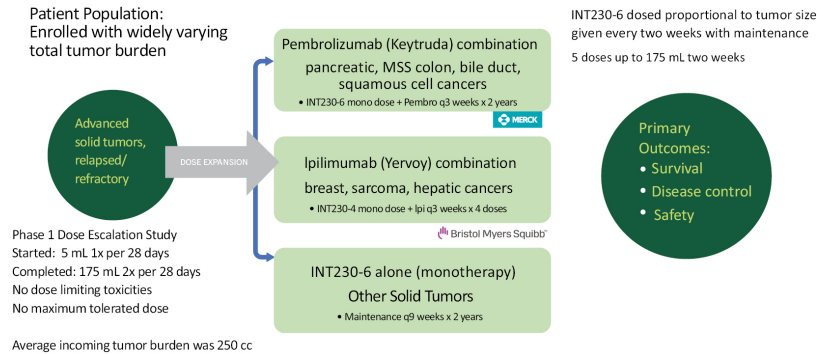 Patient Population:
Enrolled with widely varying
total tumor burden
Advanced
solid tumors,
relapsed/
refractory
DOSE EXPANSION
Phase 1 Dose Escalation Study
Started:  5 mL 1x per 28 days
Completed: 175 mL 2x per 28 days
No dose limiting toxicities
No maximum tolerated dose
Average incoming tumor burden was 250 cc
Pembrolizumab (Keytruda) combination
pancreatic, MSS colon, bile duct,
squamous cell cancers
• INT230-6 mono dose + Pembro q3 weeks x 2 years
MERCK
Ipilimumab (Yervoy) combination
breast, sarcoma, hepatic cancers
• INT230-4 mono dose + Ipi q3 weeks x 4 doses
Bristol Myers Squibb™
INT230-6 alone (monotherapy)
Other Solid Tumors
• Maintenance q9 weeks x 2 years
INT230-6 dosed proportional to tumor size
given every two weeks with maintenance
5 doses up to 175 mL two weeks
Primary
Outcomes:
• Survival
• Disease control
• Safety